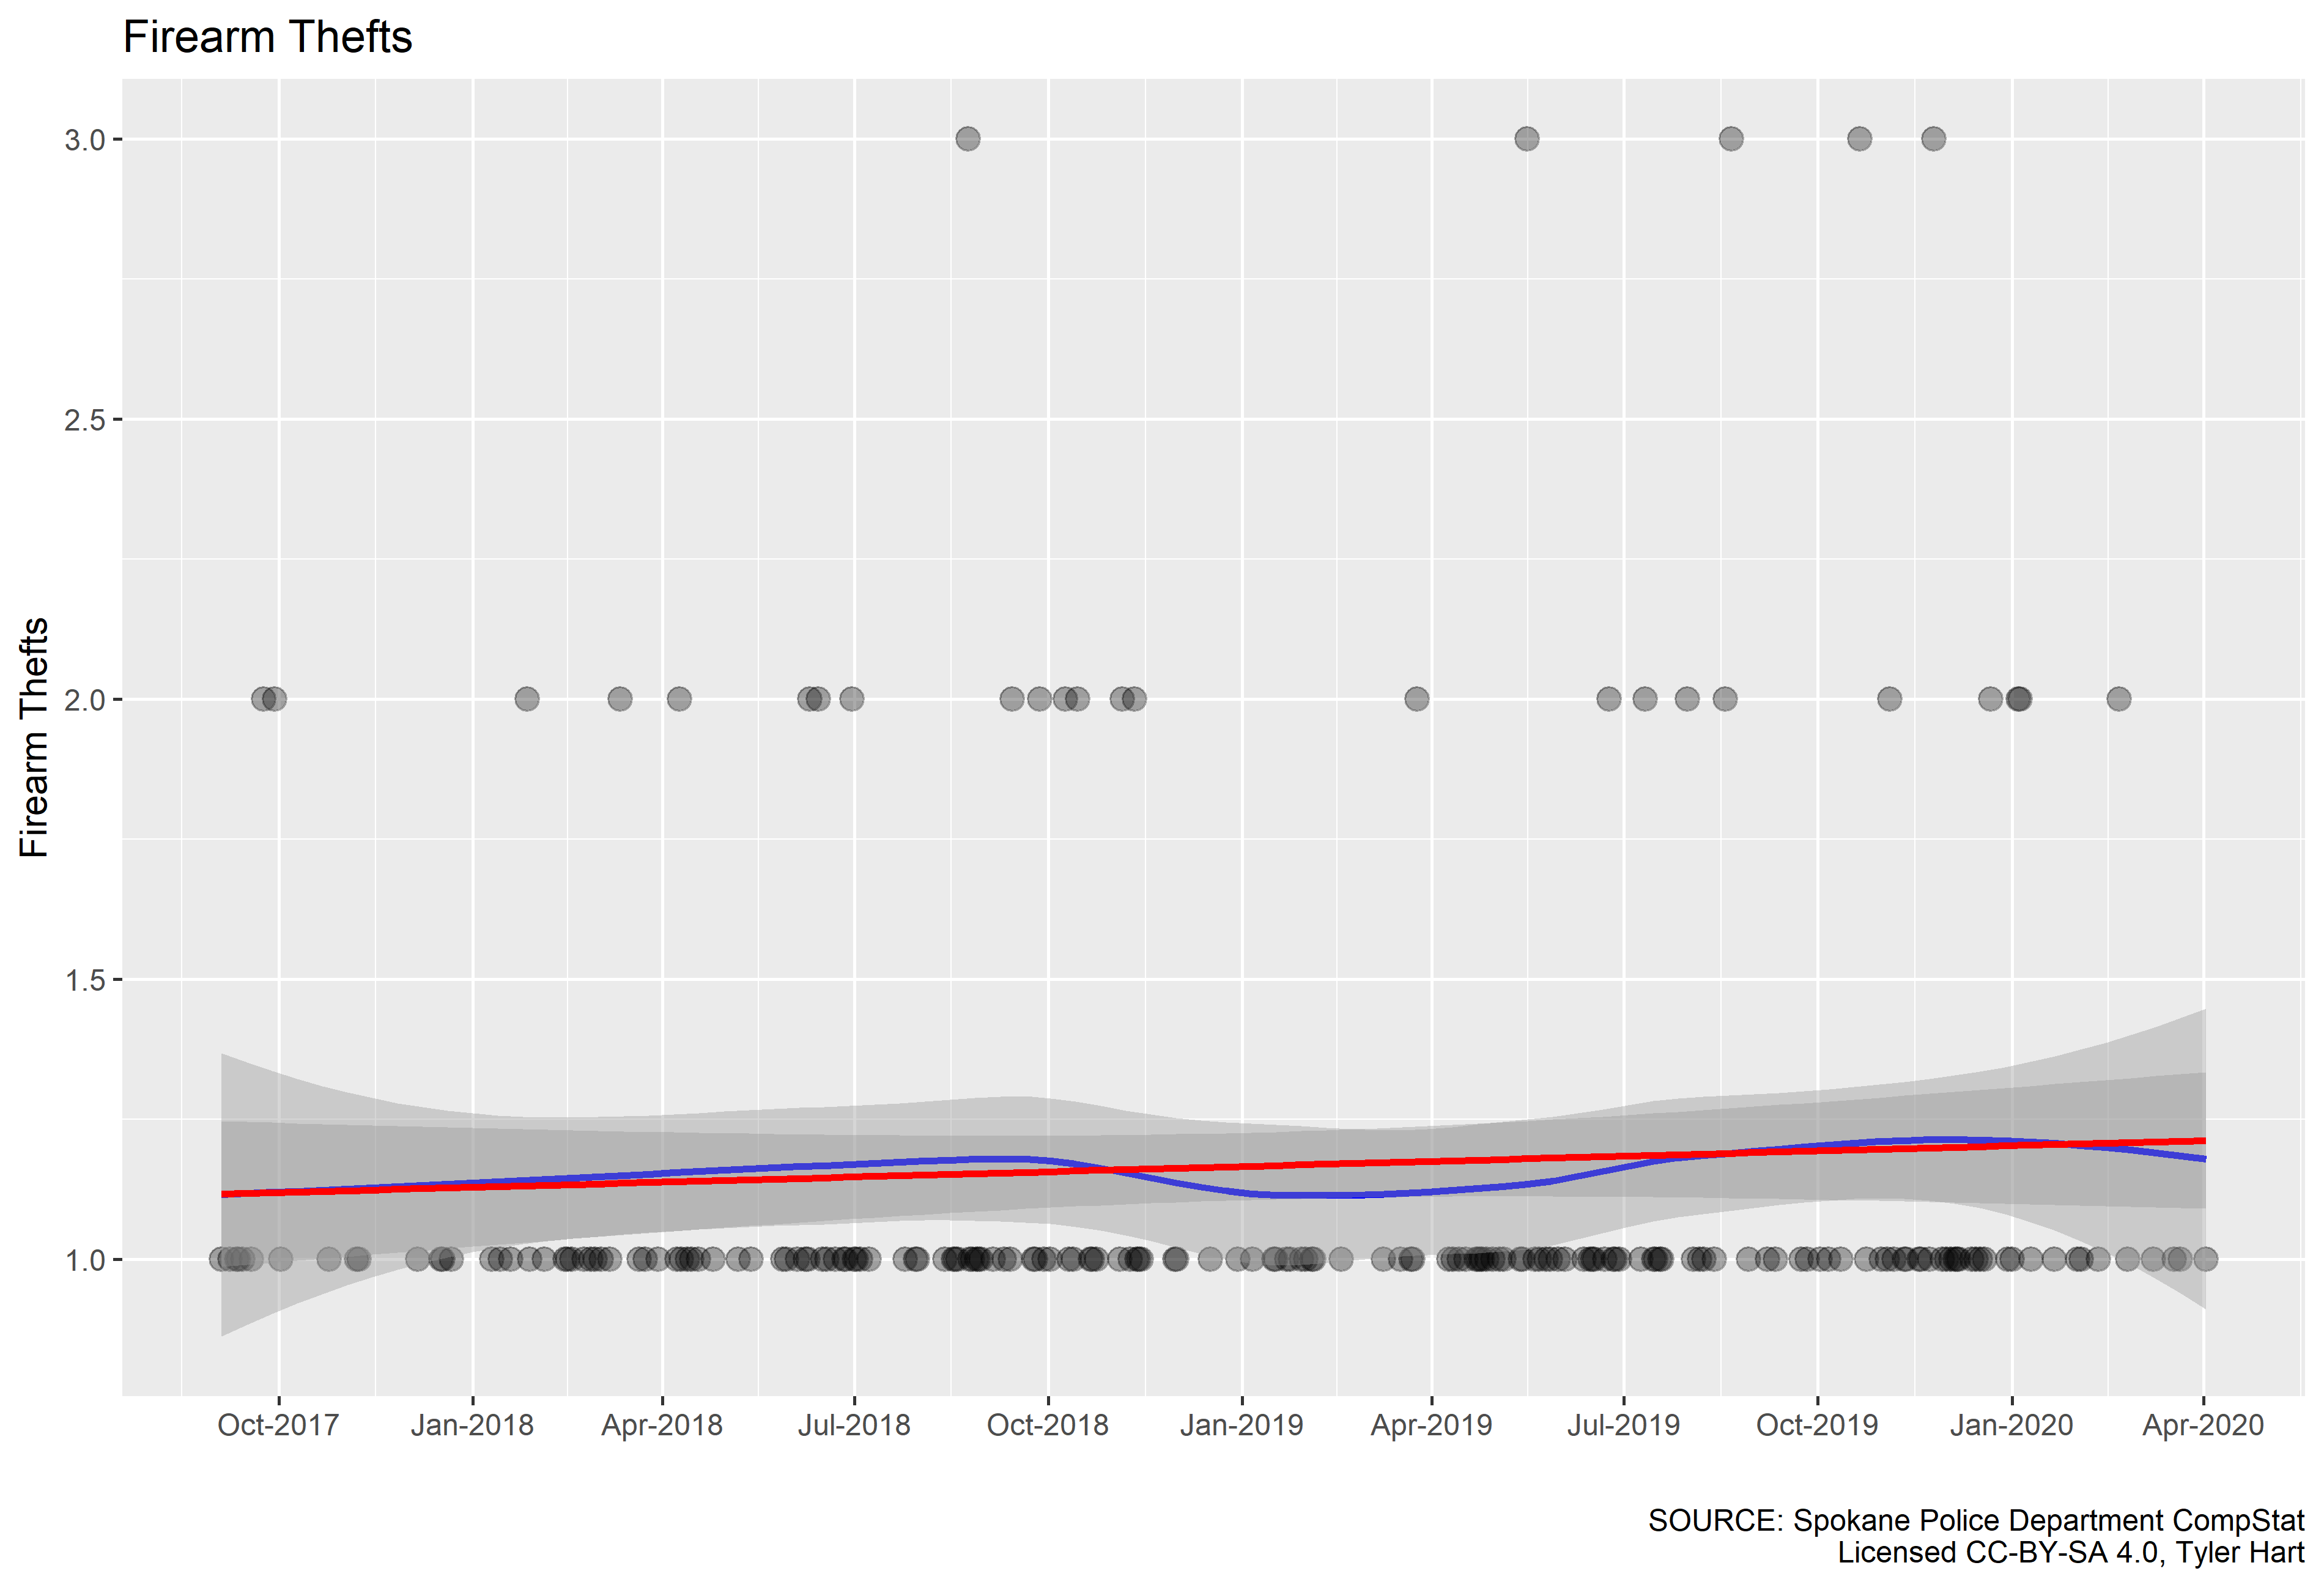 Firearm Thefts
Firearm Thefts
3.0
2.5
2.0
1.5
1.0
Oct-2017 Jan-2018 Apr-2018 Jul-2018 Oct-2018 Jan-2019 Apr-2019 Jul-2019 Oct-2019 Jan-2020 Apr-2020
SOURCE: Spokane Police Department CompStat
Licensed CC-BY-SA 4.0, Tyler Hart